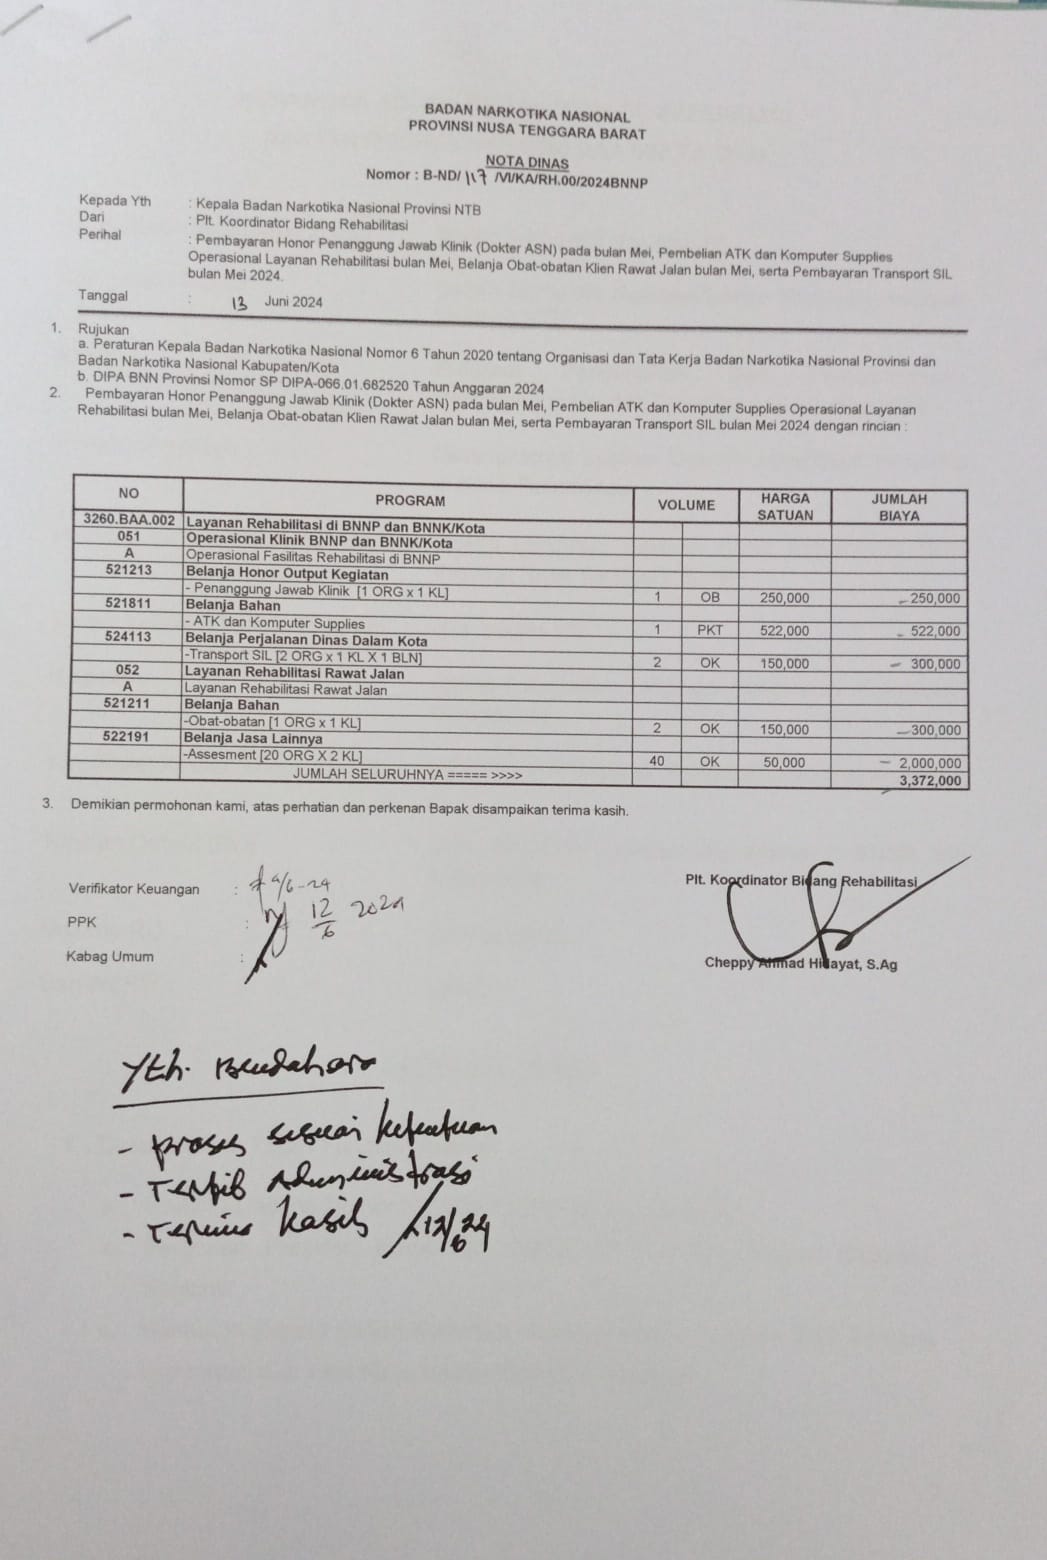 BADAN NARKOTIKA NASIONAL
PROVINSI NUSA TENGGARA BARAT
NOTA DINAS
Nomor : B-ND/ 117 /VI/KA/RH.00/2024BNNP
Kepada Yth : Kepala Badan Narkotika Nasional Provinsi NTB
Dari : Plt. Koordinator Bidang Rehabilitasi
Perihal : Pembayaran Honor Penanggung Jawab Klinik (Dokter ASN) pada bulan Mei, Pembelian ATK dan Komputer Supplies
Operasional Layanan Rehabilitasi bulan Mei, Belanja Obat-obatan Klien Rawat Jalan bulan Mei, serta Pembayaran Transport SIL
bulan Mei 2024.
Tanggal : 13 Juni 2024
1. Rujukan
a. Peraturan Kepala Badan Narkotika Nasional Nomor 6 Tahun 2020 tentang Organisasi dan Tata Kerja Badan Narkotika Nasional Provinsi dan
Badan Narkotika Nasional Kabupaten/Kota
b. DIPA BNN Provinsi Nomor SP DIPA-066.01.682520 Tahun Anggaran 2024
2. Pembayaran Honor Penanggung Jawab Klinik (Dokter ASN) pada bulan Mei, Pembelian ATK dan Komputer Supplies Operasional Layanan
Rehabilitasi bulan Mei, Belanja Obat-obatan Klien Rawat Jalan bulan Mei, serta Pembayaran Transport SIL bulan Mei 2024 dengan rincian :
NO PROGRAM VOLUME HARGA SATUAN JUMLAH BIAYA
3260.BAA.002 Layanan Rehabilitasi di BNNP dan BNNK/Kota
051 Operasional Klinik BNNP dan BNNK/Kota
A Operasional Fasilitas Rehabilitasi di BNNP
521213 Belanja Honor Output Kegiatan
- Penanggung Jawab Klinik [1 ORG x 1 KL] 1 OB 250,000 250,000
521811 Belanja Bahan
- ATK dan Komputer Supplies 1 PKT 522,000 522,000
524113 Belanja Perjalanan Dinas Dalam Kota
-Transport SIL [2 ORG x 1 KL X 1 BLN] 2 OK 150,000 300,000
052 Layanan Rehabilitasi Rawat Jalan
A Layanan Rehabilitasi Rawat Jalan
521211 Belanja Bahan
-Obat-obatan [1 ORG x 1 KL] 2 OK 150,000 300,000
522191 Belanja Jasa Lainnya
-Assesment [20 ORG X 2 KL] 40 OK 50,000 2,000,000
JUMLAH SELURUHNYA ===== >>>> 3,372,000
3. Demikian permohonan kami, atas perhatian dan perkenan Bapak disampaikan terima kasih.
Verifikator Keuangan :
PPK : 12/6 2024
Kabag Umum :
Plt. Koordinator Bidang Rehabilitasi
Cheppy Ahmad Hidayat, S.Ag
Yth. Bendahara
- proses sesuai ketentuan
- Tertib Administrasi
- Terima kasih 12/6 24